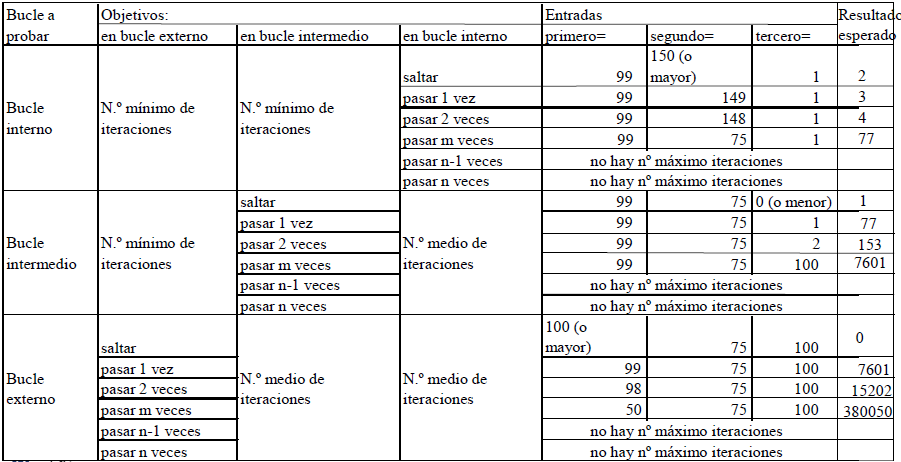 Bucle a probar Objetivos: Entradas Resultado esperado
en bucle externo en bucle intermedio en bucle interno primero= segundo= tercero=
Bucle interno N.º mínimo de iteraciones N.º mínimo de iteraciones saltar 99 150 (o mayor) 1 2
pasar 1 vez 99 149 1 3
pasar 2 veces 99 148 1 4
pasar m veces 99 75 1 77
pasar n-1 veces no hay nº máximo iteraciones
pasar n veces no hay nº máximo iteraciones
Bucle intermedio N.º mínimo de iteraciones saltar N.º medio de iteraciones 99 75 0 (o menor) 1
pasar 1 vez 99 75 1 77
pasar 2 veces 99 75 2 153
pasar m veces 99 75 100 7601
pasar n-1 veces no hay nº máximo iteraciones
pasar n veces no hay nº máximo iteraciones
Bucle externo saltar N.º medio de iteraciones N.º medio de iteraciones 100 (o mayor) 75 100 0
pasar 1 vez 99 75 100 7601
pasar 2 veces 98 75 100 15202
pasar m veces 50 75 100 380050
pasar n-1 veces no hay nº máximo iteraciones
pasar n veces no hay nº máximo iteraciones